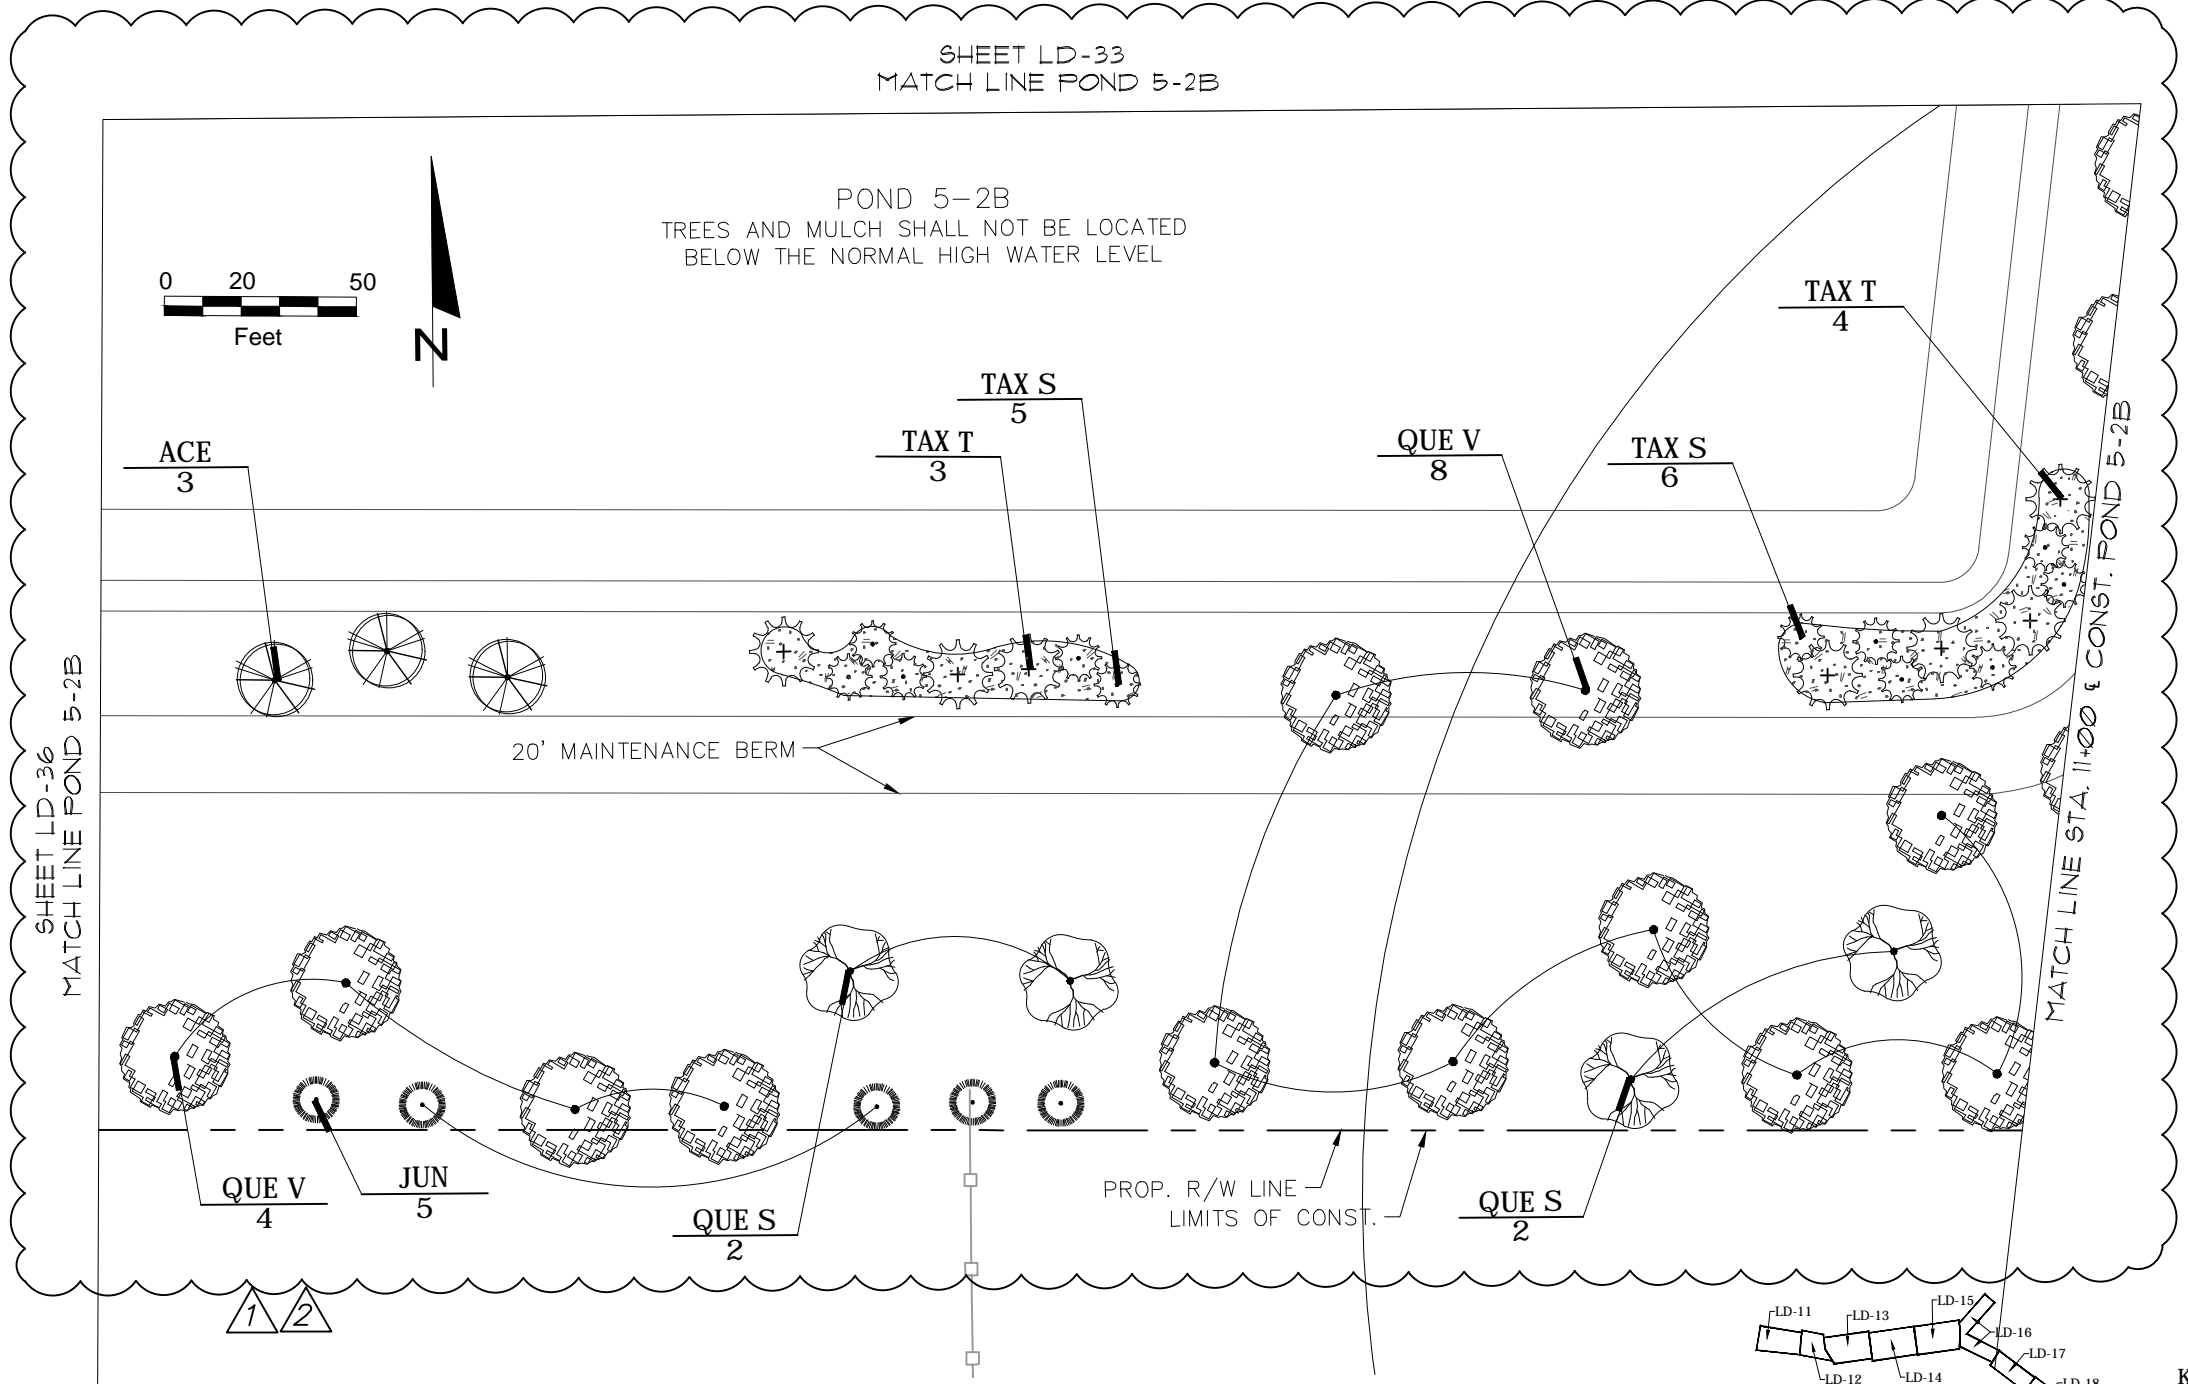 SHEET LD-33
MATCH LINE POND 5-2B
POND 5-2B
TREES AND MULCH SHALL NOT BE LOCATED
BELOW THE NORMAL HIGH WATER LEVEL
0 20 50
Feet
N
TAX T
4
TAX S
5
TAX T
3
ACE
3
QUE V
8
TAX S
6
20' MAINTENANCE BERM
SHEET LD-36
MATCH LINE POND 5-2B
MATCH LINE STA. 11+00 ℄ CONST. POND 5-2B
QUE V
4
JUN
5
QUE S
2
PROP. R/W LINE
LIMITS OF CONST.
QUE S
2
1 2
LD-11
LD-12
LD-13
LD-14
LD-15
LD-16
LD-17
LD-18
K